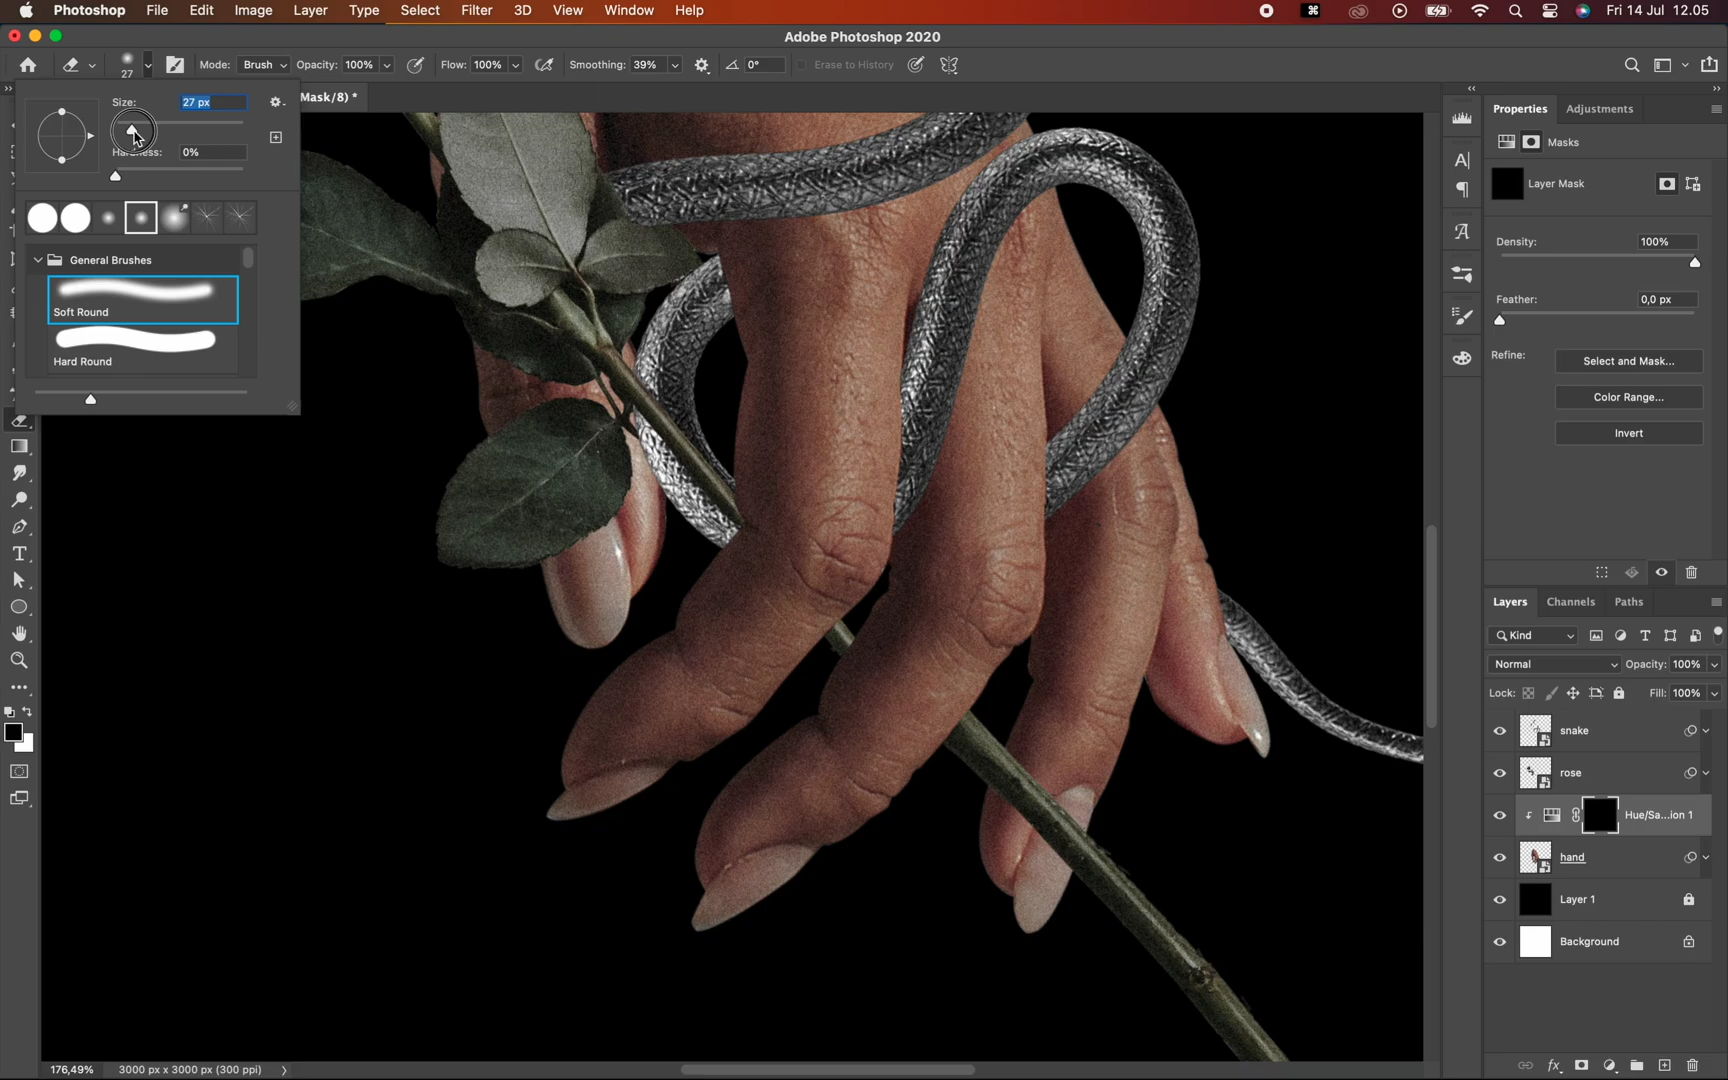 Photoshop File Edit Image Layer Type Select Filter 3D View Window Help Fri 14 Jul 12.05
Adobe Photoshop 2020
27 Mode: Brush Opacity: 100% Flow: 100% Smoothing: 39% 0° Erase to History
Mask/8) *
Size: 27 px
Hardness: 0%
General Brushes
Soft Round
Hard Round
Properties Adjustments
Masks
Layer Mask
Density: 100%
Feather: 0,0 px
Refine: Select and Mask...
Color Range...
Invert
Layers Channels Paths
Kind
Normal Opacity: 100%
Lock: Fill: 100%
snake
rose
Hue/Sa...ion 1
hand
Layer 1
Background
176,49% 3000 px x 3000 px (300 ppi)